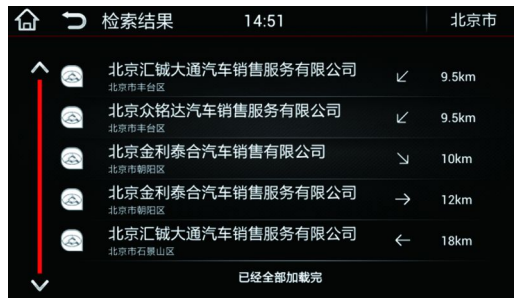 检索结果 14:51 北京市
北京汇铖大通汽车销售服务有限公司 9.5km
北京市丰台区
北京众铭达汽车销售服务有限公司 9.5km
北京市丰台区
北京金利泰合汽车销售有限公司 10km
北京市朝阳区
北京金利泰合汽车销售服务有限公司 12km
北京市朝阳区
北京汇铖大通汽车销售服务有限公司 18km
北京市石景山区
已经全部加载完